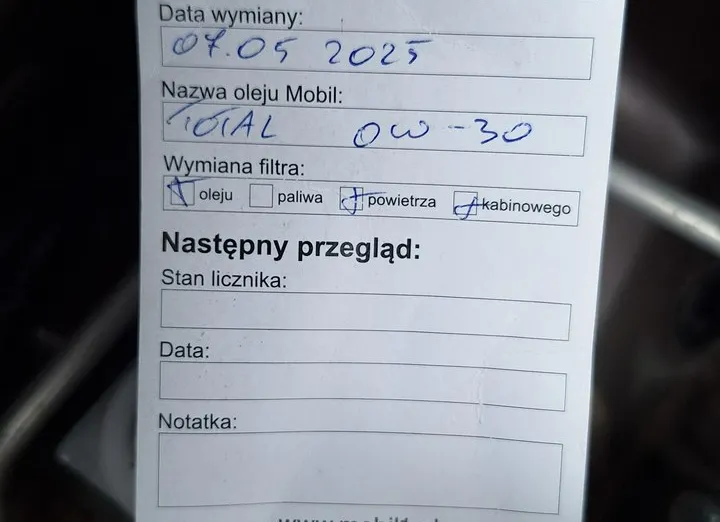 Data wymiany:
07.05 2025
Nazwa oleju Mobil:
TOTAL 0W-30
Wymiana filtra:
oleju paliwa powietrza kabinowego
Następny przegląd:
Stan licznika:
Data:
Notatka: